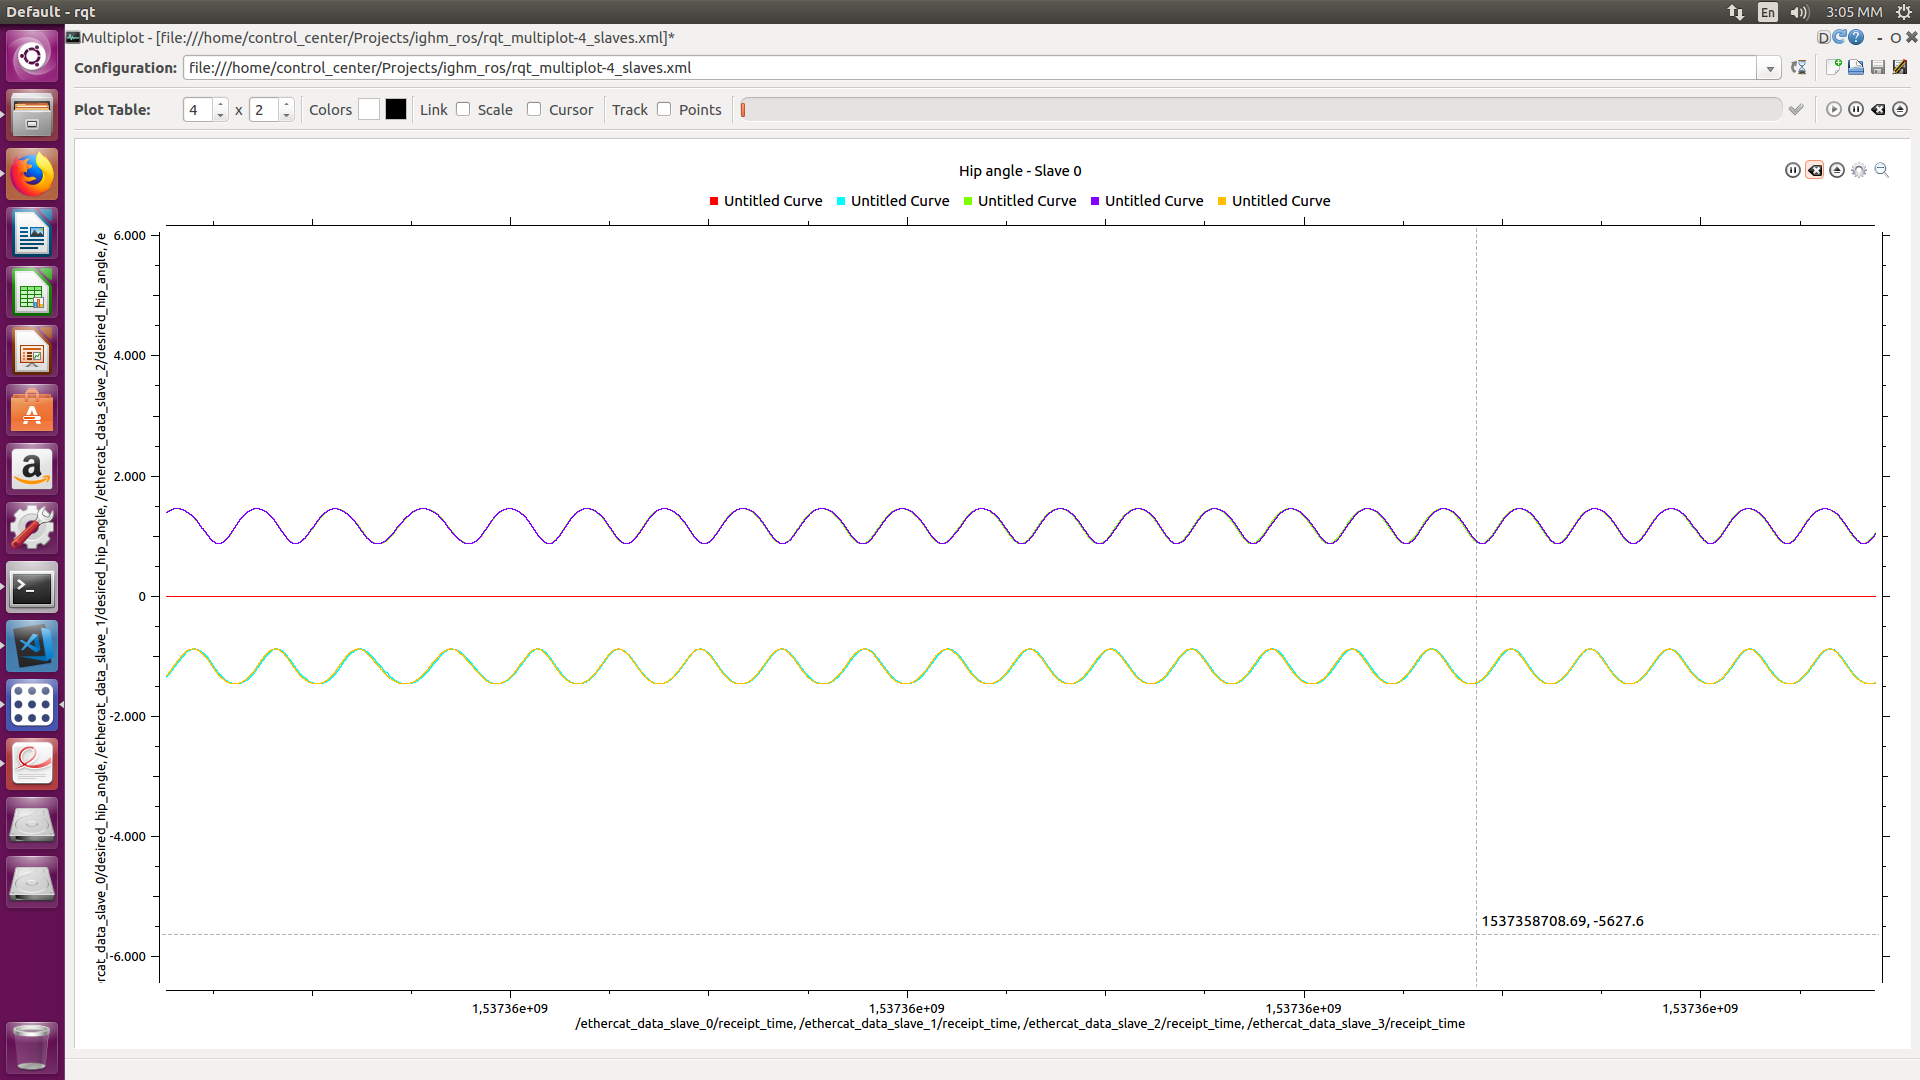 Default - rqt
En
3:05 MM
Multiplot - [file:///home/control_center/Projects/ighm_ros/rqt_multiplot-4_slaves.xml]*
D
- O
Configuration:
file:///home/control_center/Projects/ighm_ros/rqt_multiplot-4_slaves.xml
Plot Table: 4 x 2 Colors Link Scale Cursor Track Points
Hip angle - Slave 0
Untitled Curve Untitled Curve Untitled Curve Untitled Curve Untitled Curve
6.000
4.000
2.000
0
-2.000
-4.000
-6.000
rcat_data_slave_0/desired_hip_angle, /ethercat_data_slave_1/desired_hip_angle, /ethercat_data_slave_2/desired_hip_angle, /e
1537358708.69, -5627.6
1,53736e+09 1,53736e+09 1,53736e+09 1,53736e+09
/ethercat_data_slave_0/receipt_time, /ethercat_data_slave_1/receipt_time, /ethercat_data_slave_2/receipt_time, /ethercat_data_slave_3/receipt_time